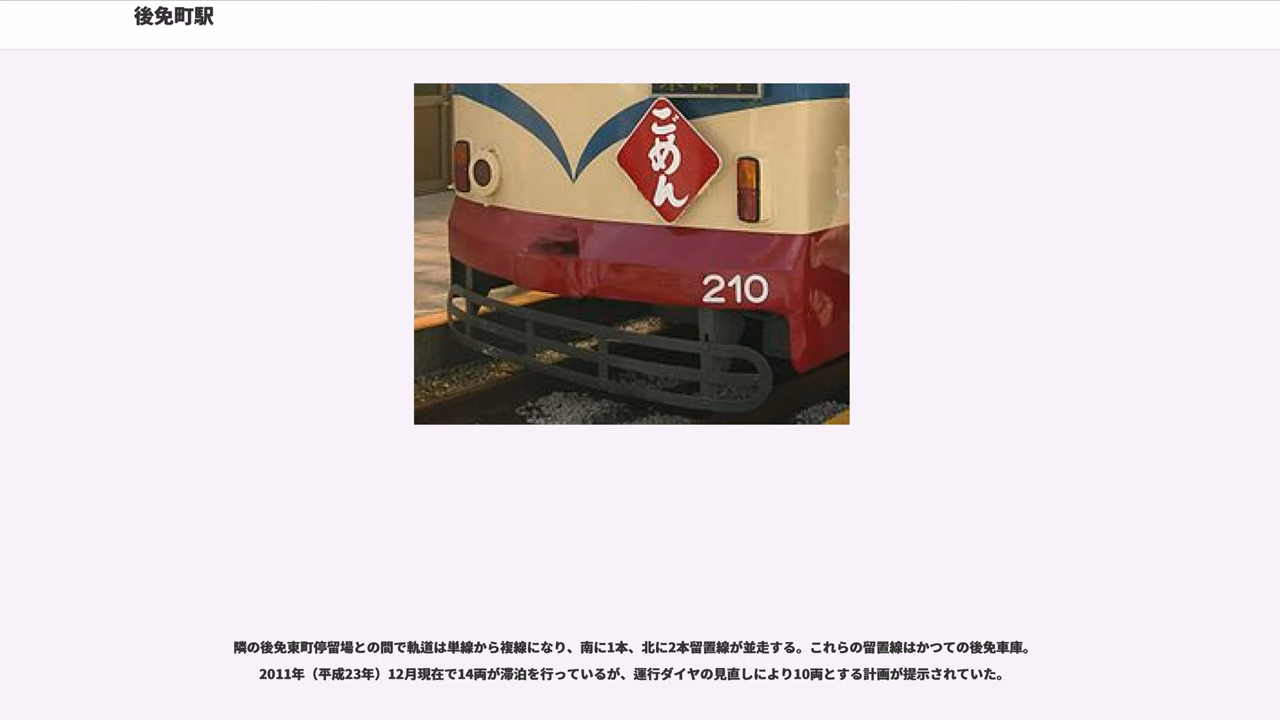 後免町駅
ごめん
210
隣の後免東町停留場との間で軌道は単線から複線になり、南に1本、北に2本留置線が並走する。これらの留置線はかつての後免車庫。
2011年（平成23年）12月現在で14両が滞泊を行っているが、運行ダイヤの見直しにより10両とする計画が提示されていた。